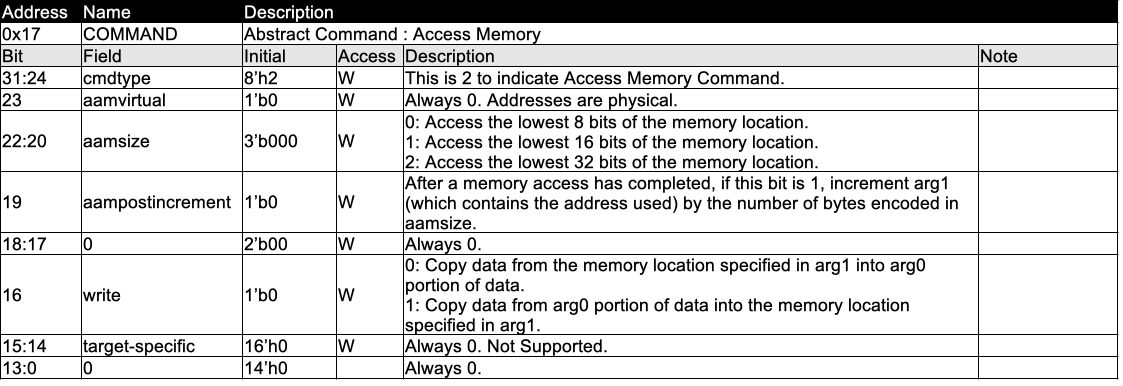 Address Name Description
0x17 COMMAND Abstract Command : Access Memory
Bit Field Initial Access Description Note
31:24 cmdtype 8’h2 W This is 2 to indicate Access Memory Command.
23 aamvirtual 1’b0 W Always 0. Addresses are physical.
22:20 aamsize 3’b000 W 0: Access the lowest 8 bits of the memory location.
1: Access the lowest 16 bits of the memory location.
2: Access the lowest 32 bits of the memory location.
19 aampostincrement 1’b0 W After a memory access has completed, if this bit is 1, increment arg1
(which contains the address used) by the number of bytes encoded in
aamsize.
18:17 0 2’b00 W Always 0.
16 write 1’b0 W 0: Copy data from the memory location specified in arg1 into arg0
portion of data.
1: Copy data from arg0 portion of data into the memory location
specified in arg1.
15:14 target-specific 16’h0 W Always 0. Not Supported.
13:0 0 14’h0 Always 0.